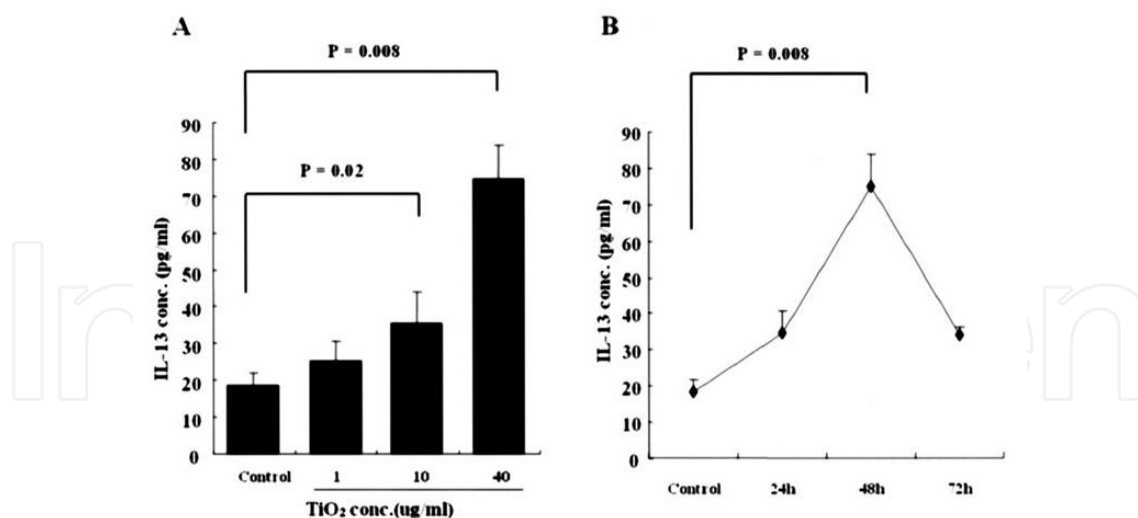 A
P = 0.008
P = 0.02
IL-13 conc. (pg/ml)
90
80
70
60
50
40
30
20
10
0
Control 1 10 40
TiO₂ conc.(ug/ml)
B
P = 0.008
IL-13 conc. (pg/ml)
90
80
70
60
50
40
30
20
10
0
Control 24h 48h 72h